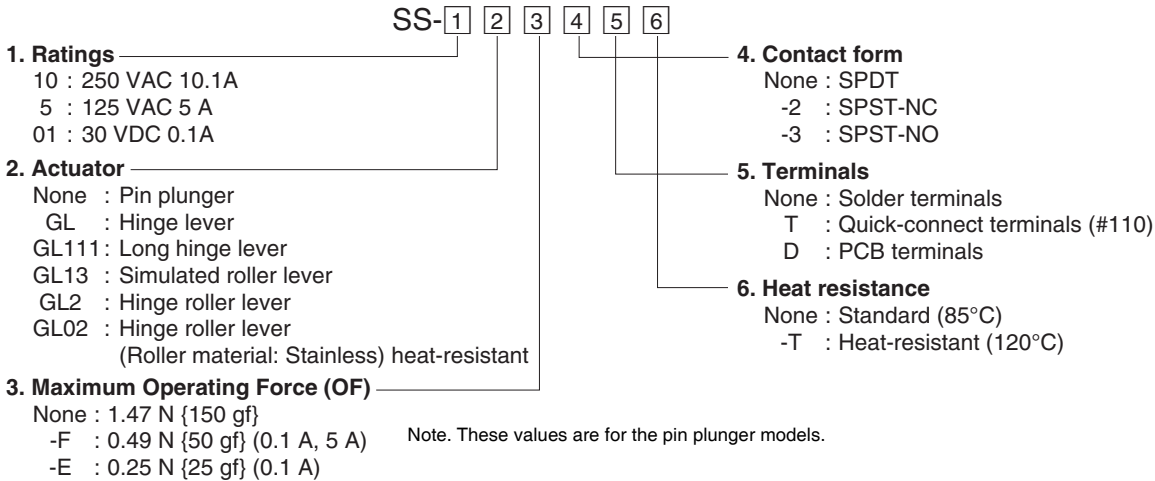 SS-1 2 3 4 5 6
1. Ratings
10 : 250 VAC 10.1A
5 : 125 VAC 5 A
01 : 30 VDC 0.1A
2. Actuator
None : Pin plunger
GL : Hinge lever
GL111 : Long hinge lever
GL13 : Simulated roller lever
GL2 : Hinge roller lever
GL02 : Hinge roller lever
(Roller material: Stainless) heat-resistant
3. Maximum Operating Force (OF)
None : 1.47 N {150 gf}
-F : 0.49 N {50 gf} (0.1 A, 5 A)
-E : 0.25 N {25 gf} (0.1 A)
Note. These values are for the pin plunger models.
4. Contact form
None : SPDT
-2 : SPST-NC
-3 : SPST-NO
5. Terminals
None : Solder terminals
T : Quick-connect terminals (#110)
D : PCB terminals
6. Heat resistance
None : Standard (85°C)
-T : Heat-resistant (120°C)